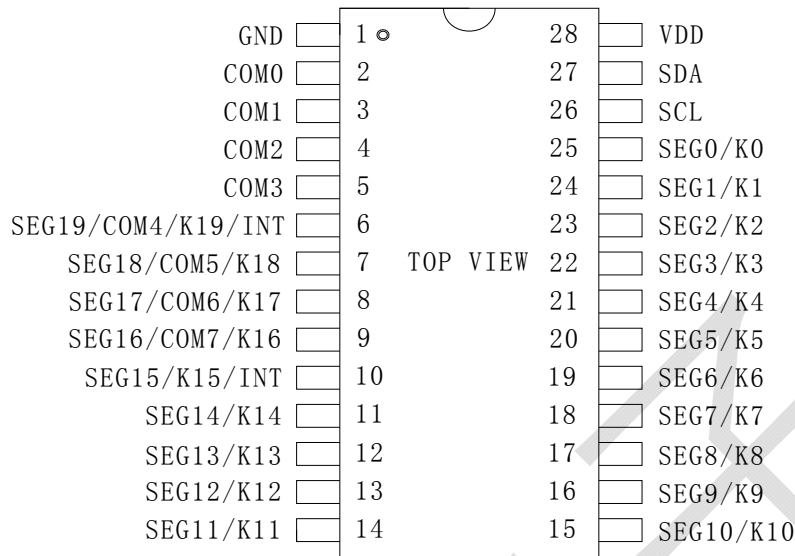 GND 1 28 VDD
COM0 2 27 SDA
COM1 3 26 SCL
COM2 4 25 SEG0/K0
COM3 5 24 SEG1/K1
SEG19/COM4/K19/INT 6 23 SEG2/K2
SEG18/COM5/K18 7 TOP VIEW 22 SEG3/K3
SEG17/COM6/K17 8 21 SEG4/K4
SEG16/COM7/K16 9 20 SEG5/K5
SEG15/K15/INT 10 19 SEG6/K6
SEG14/K14 11 18 SEG7/K7
SEG13/K13 12 17 SEG8/K8
SEG12/K12 13 16 SEG9/K9
SEG11/K11 14 15 SEG10/K10